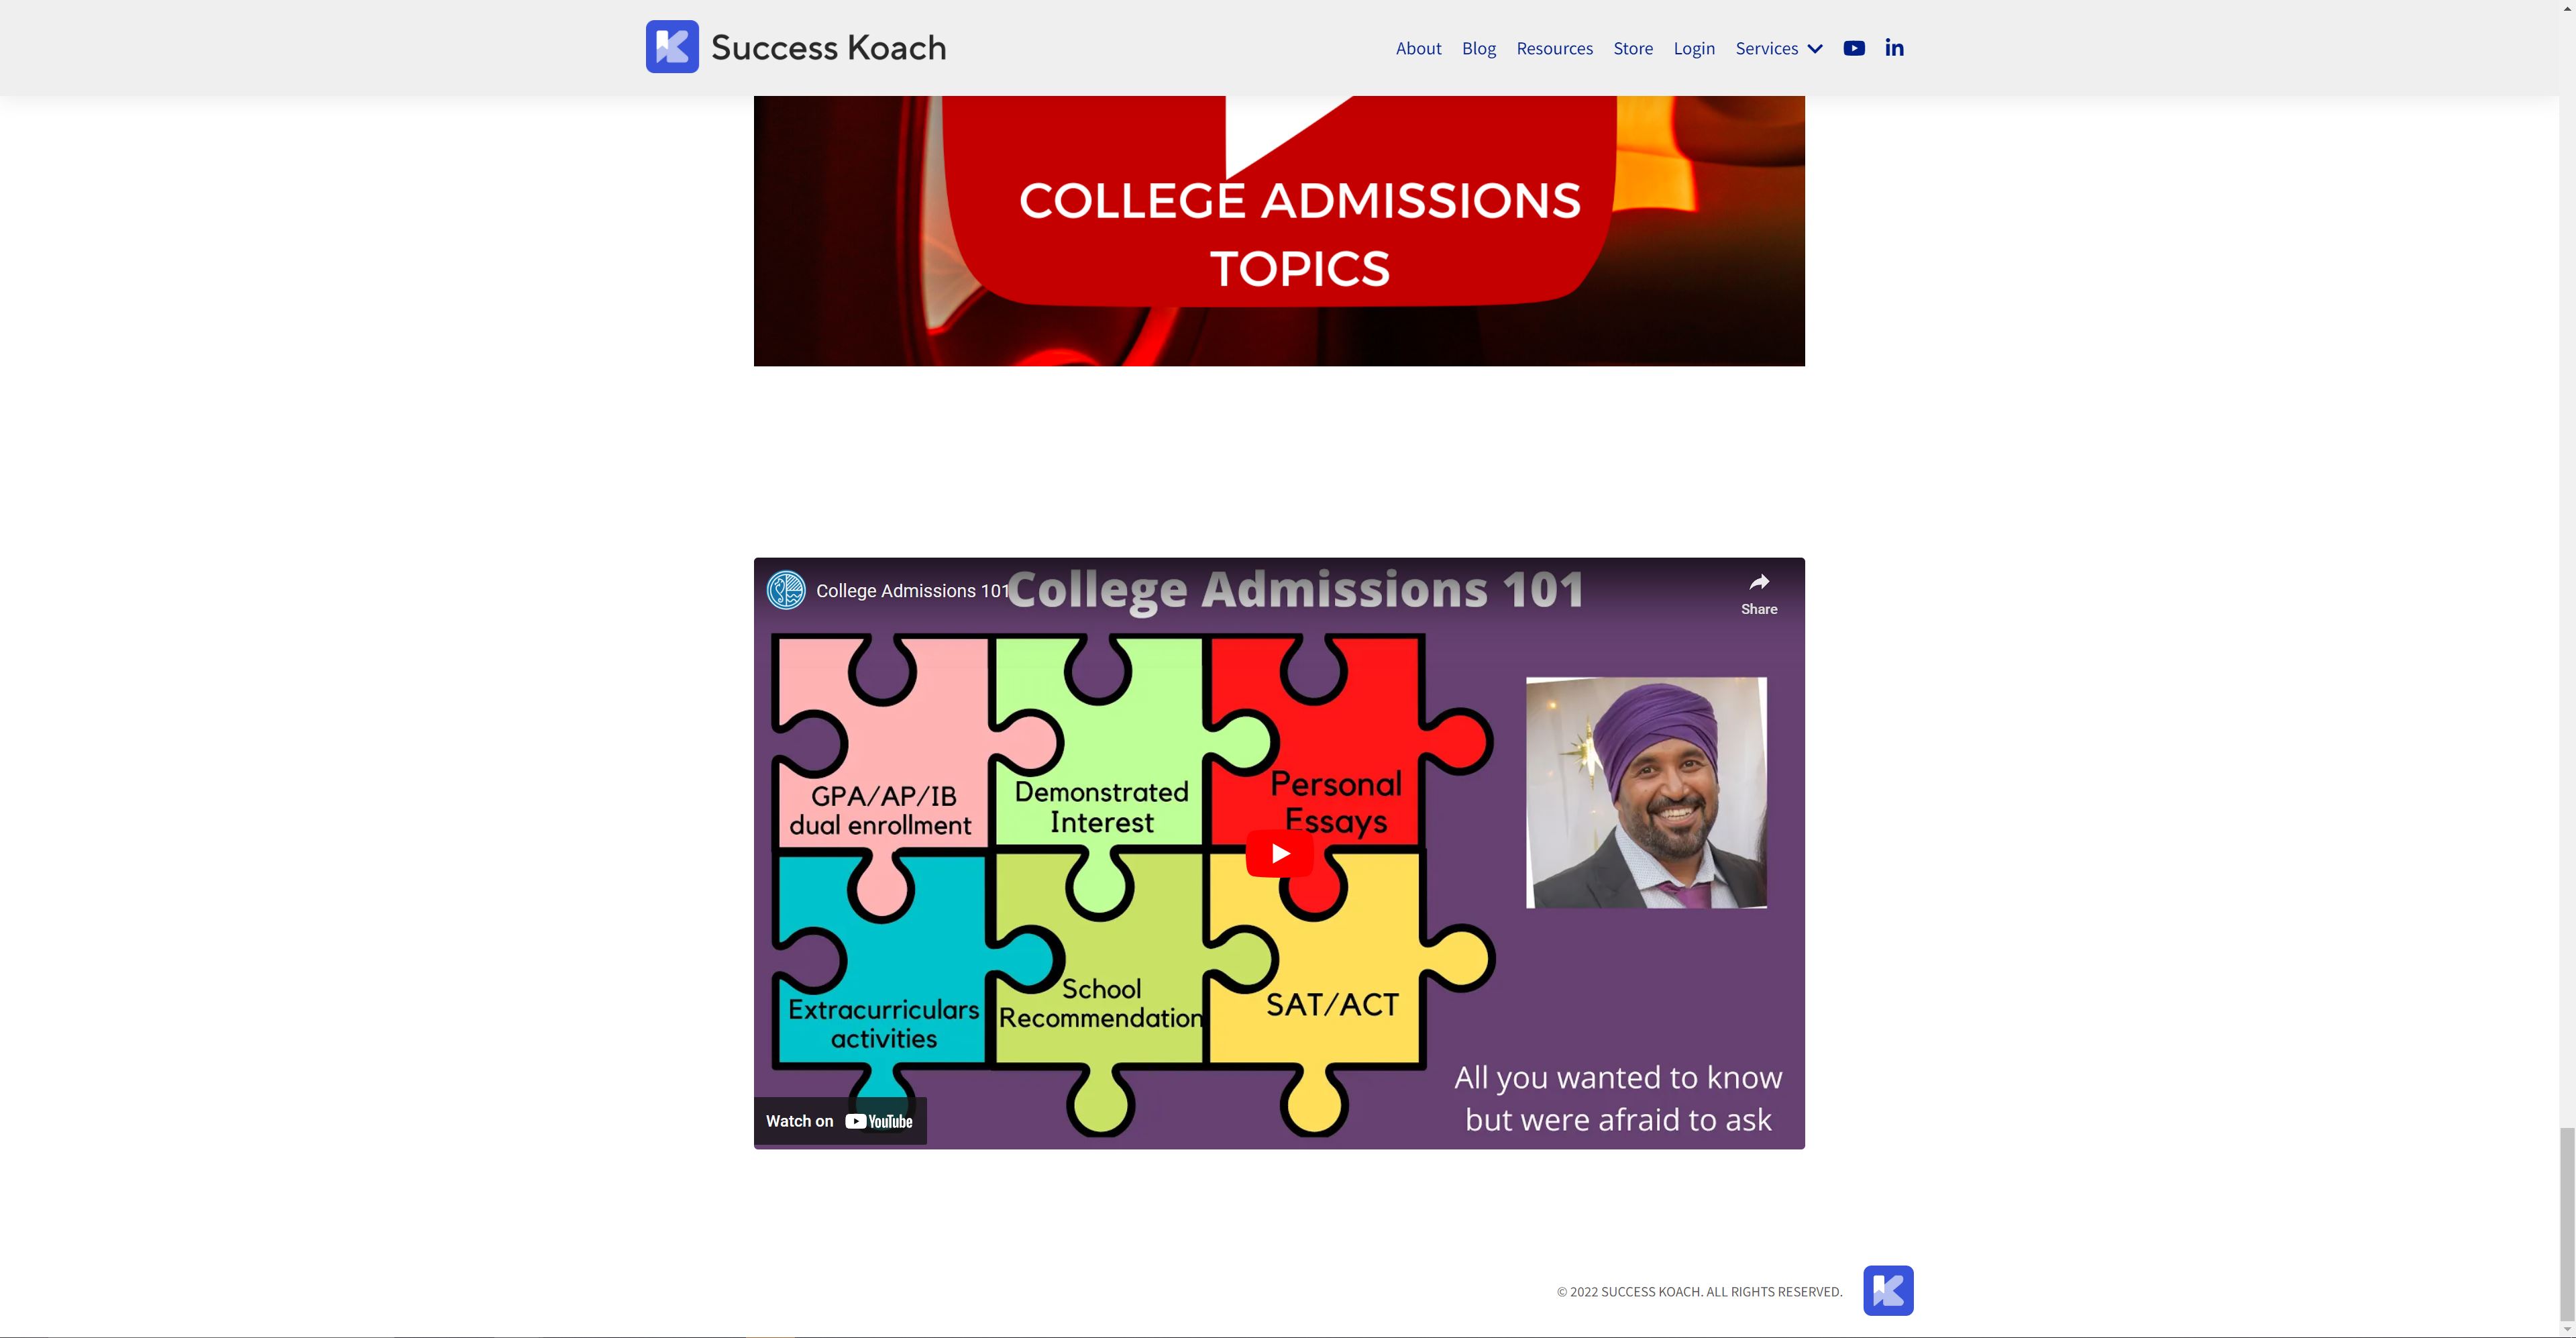 Success Koach
About Blog Resources Store Login Services
COLLEGE ADMISSIONS
TOPICS
College Admissions 101
College Admissions 101
Share
GPA/AP/IB
dual enrollment
Demonstrated
Interest
Personal
Essays
Extracurriculars
activities
School
Recommendation
SAT/ACT
All you wanted to know
but were afraid to ask
Watch on YouTube
© 2022 SUCCESS KOACH. ALL RIGHTS RESERVED.